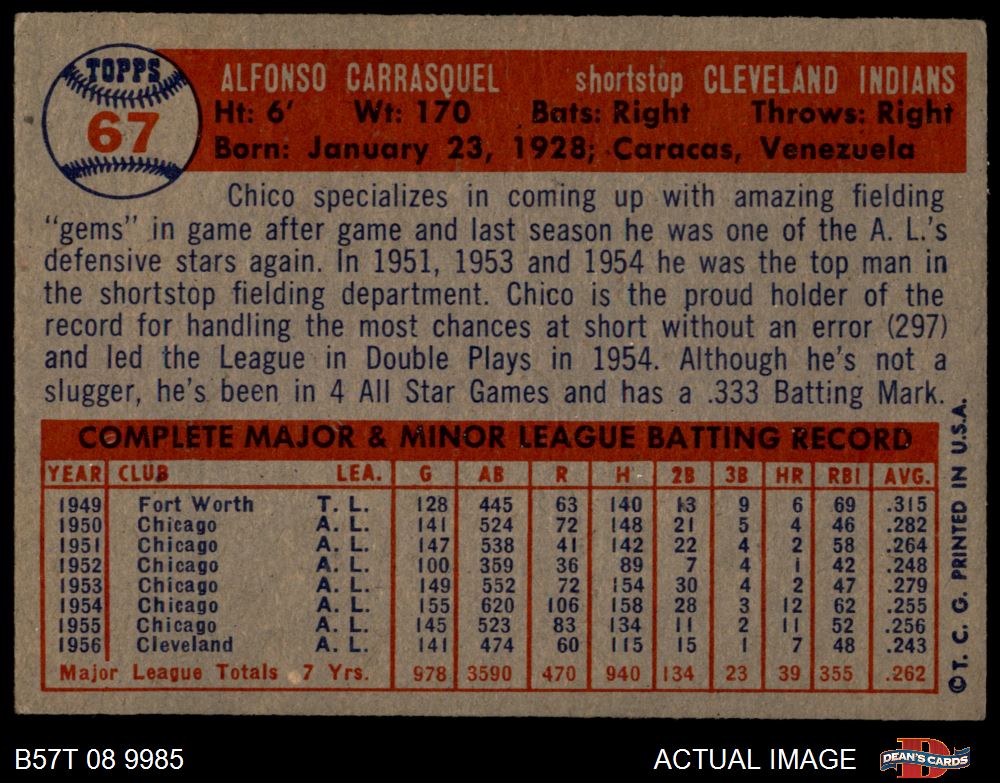 TOPPS
67
ALFONSO CARRASQUEL shortstop CLEVELAND INDIANS
Ht: 6' Wt: 170 Bats: Right Throws: Right
Born: January 23, 1928; Caracas, Venezuela
Chico specializes in coming up with amazing fielding
"gems" in game after game and last season he was one of the A. L.'s
defensive stars again. In 1951, 1953 and 1954 he was the top man in
the shortstop fielding department. Chico is the proud holder of the
record for handling the most chances at short without an error (297)
and led the League in Double Plays in 1954. Although he's not a
slugger, he's been in 4 All Star Games and has a .333 Batting Mark.
COMPLETE MAJOR & MINOR LEAGUE BATTING RECORD
YEAR CLUB LEA. G AB R H 2B 3B HR RBI AVG.
1949 Fort Worth T. L. 128 445 63 140 13 9 6 69 .315
1950 Chicago A. L. 141 524 72 148 21 5 4 46 .282
1951 Chicago A. L. 147 538 41 142 22 4 2 58 .264
1952 Chicago A. L. 100 359 36 89 7 4 1 42 .248
1953 Chicago A. L. 149 552 72 154 30 4 2 47 .279
1954 Chicago A. L. 155 620 106 158 28 3 12 62 .255
1955 Chicago A. L. 145 523 83 134 11 2 11 52 .256
1956 Cleveland A. L. 141 474 60 115 15 1 7 48 .243
Major League Totals 7 Yrs. 978 3590 470 940 134 23 39 355 .262
© T. C. G. PRINTED IN U.S.A.
B57T 08 9985 ACTUAL IMAGE DEAN'S CARDS